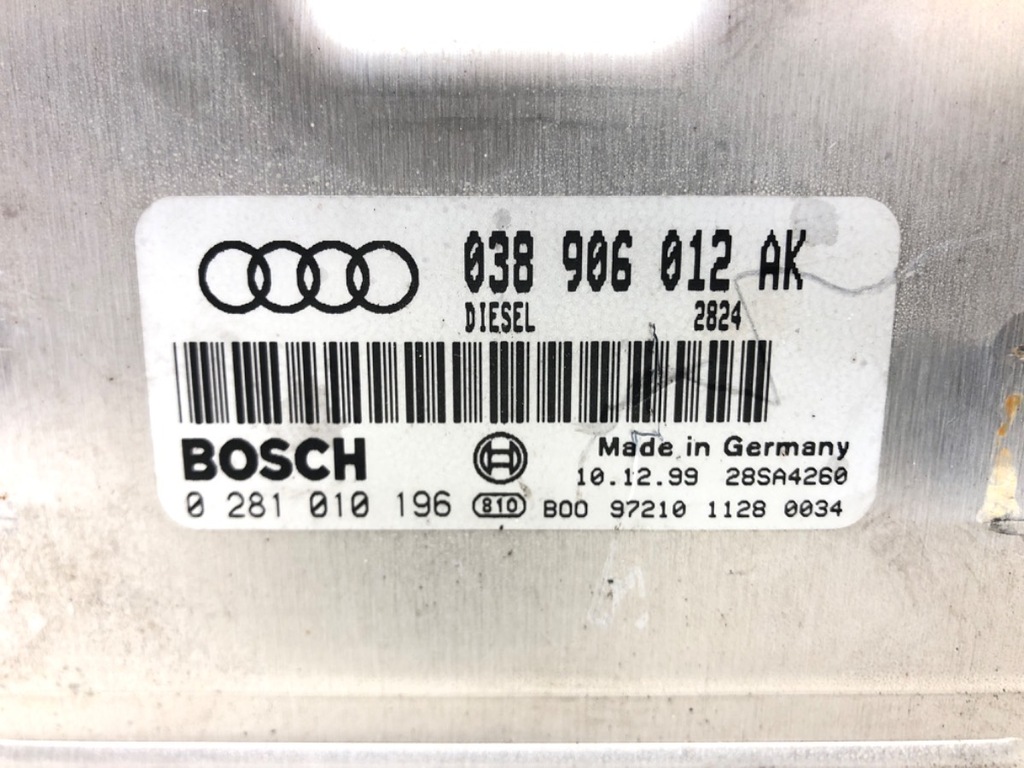 038 906 012 AK
DIESEL 2824
BOSCH Made in Germany
10.12.99 28SA4260
0 281 010 196 810 B00 97210 1128 0034